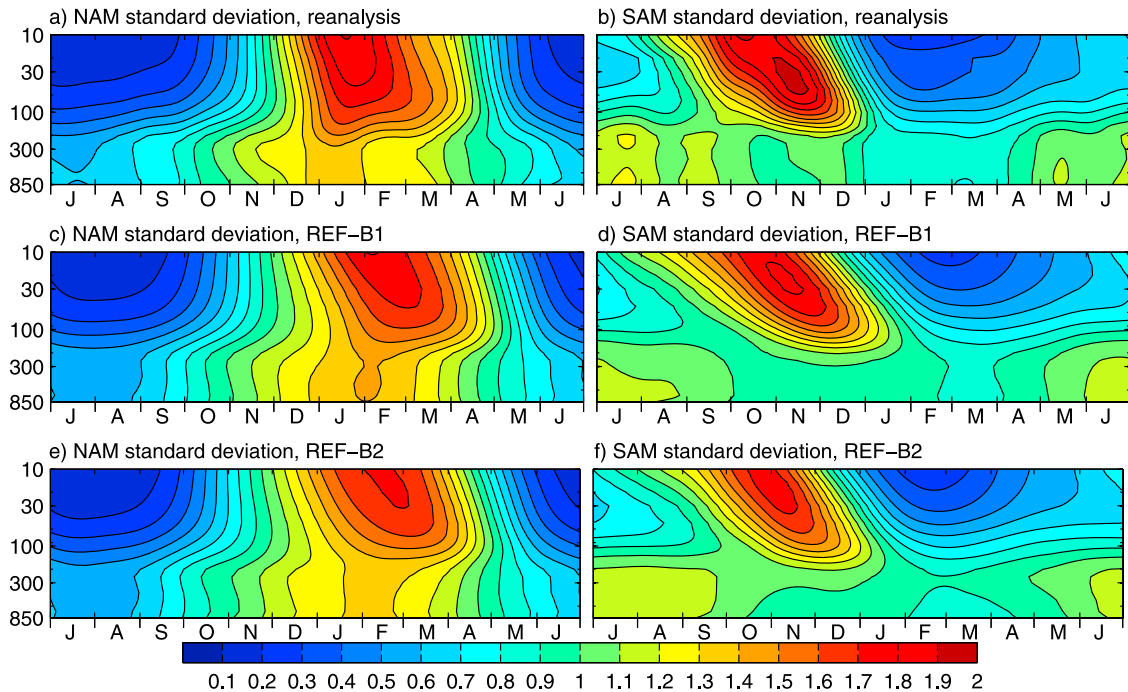 a) NAM standard deviation, reanalysis
b) SAM standard deviation, reanalysis
10
30
100
300
850
J A S O N D J F M A M J
J A S O N D J F M A M J
c) NAM standard deviation, REF−B1
d) SAM standard deviation, REF−B1
10
30
100
300
850
J A S O N D J F M A M J
J A S O N D J F M A M J
e) NAM standard deviation, REF−B2
f) SAM standard deviation, REF−B2
10
30
100
300
850
J A S O N D J F M A M J
J A S O N D J F M A M J
0.1 0.2 0.3 0.4 0.5 0.6 0.7 0.8 0.9 1 1.1 1.2 1.3 1.4 1.5 1.6 1.7 1.8 1.9 2